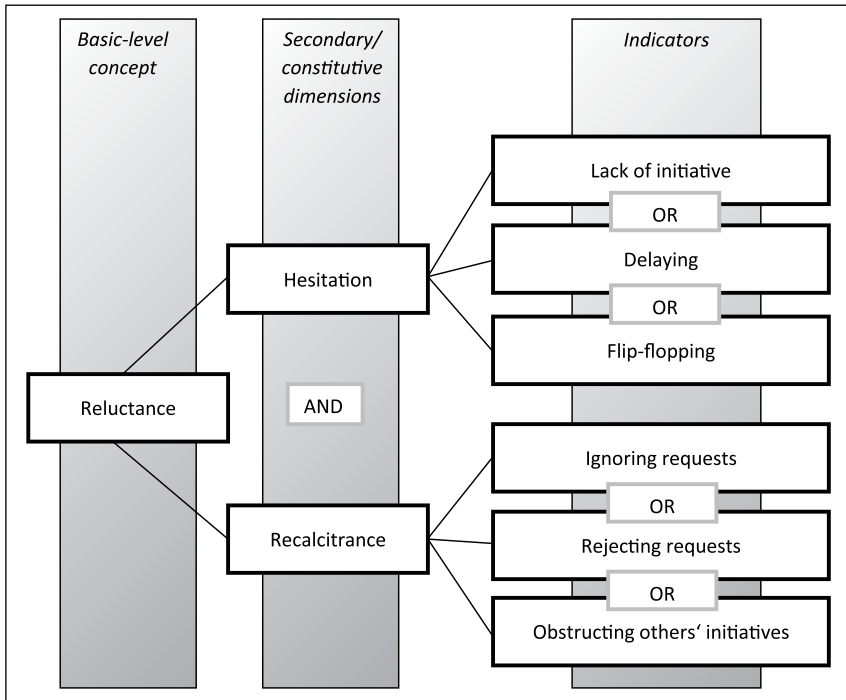 Basic-level
concept
Secondary/
constitutive
dimensions
Indicators
Reluctance
Hesitation
AND
Recalcitrance
Lack of initiative
OR
Delaying
OR
Flip-flopping
Ignoring requests
OR
Rejecting requests
OR
Obstructing others‘ initiatives